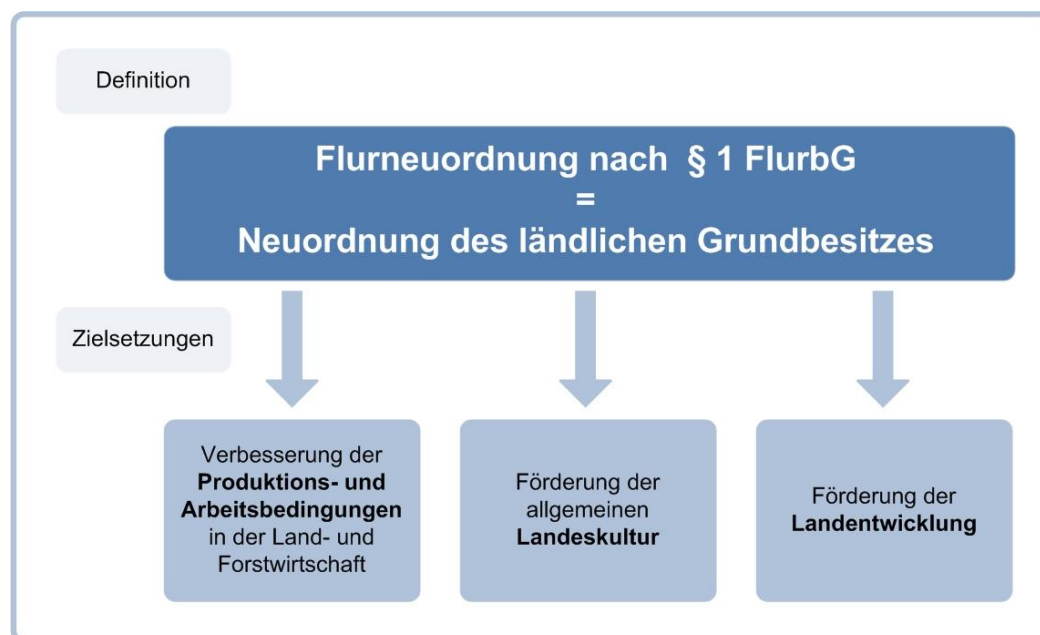 Definition
Flurneuordnung nach § 1 FlurbG
=
Neuordnung des ländlichen Grundbesitzes
Zielsetzungen
Verbesserung der
Produktions- und
Arbeitsbedingungen
in der Land- und
Forstwirtschaft
Förderung der
allgemeinen
Landeskultur
Förderung der
Landentwicklung